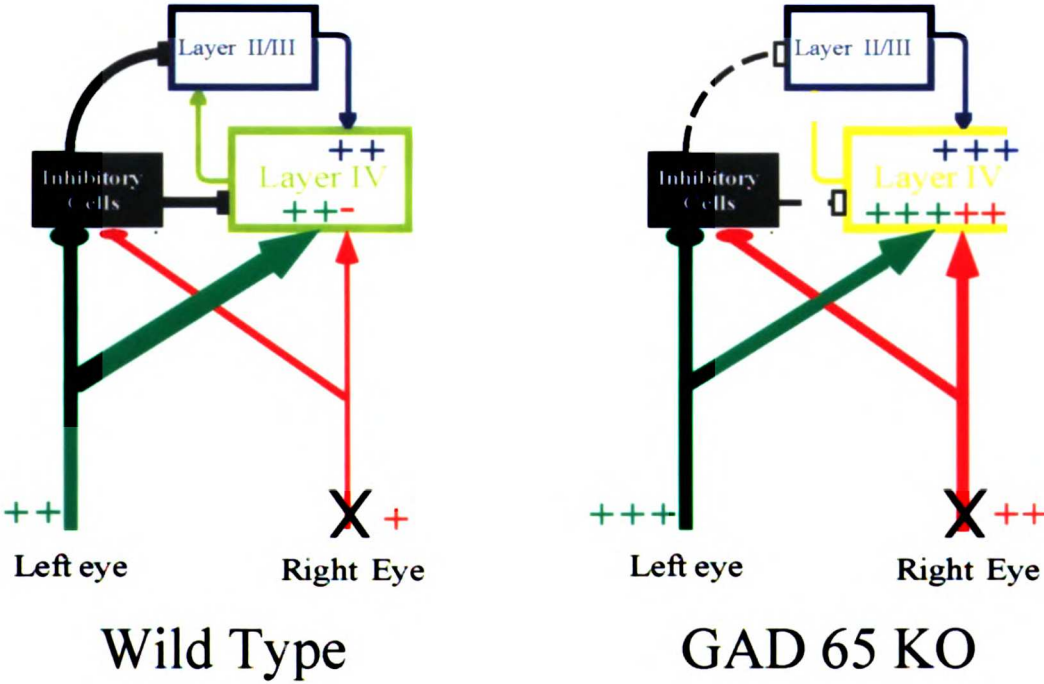 Layer II/III
+ +
Layer IV
Inhibitory
Cells
+ + -
+ +
X
+
Left eye
Right Eye
Wild Type
Layer II/III
+ + +
Layer IV
Inhibitory
Cells
+ + + + +
+ + +
X
+ +
Left eye
Right Eye
GAD 65 KO